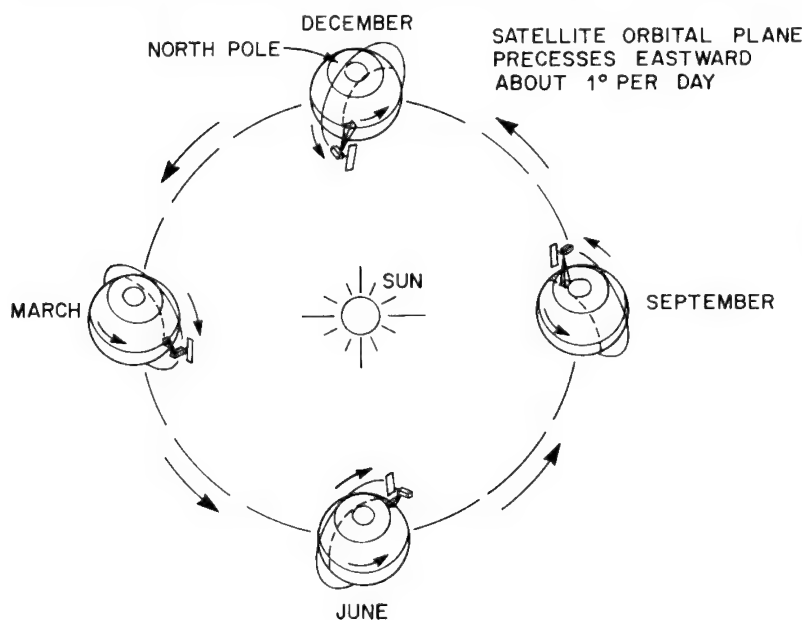 DECEMBER
NORTH POLE
SATELLITE ORBITAL PLANE
PRECESSES EASTWARD
ABOUT 1° PER DAY
SUN
MARCH
SEPTEMBER
JUNE